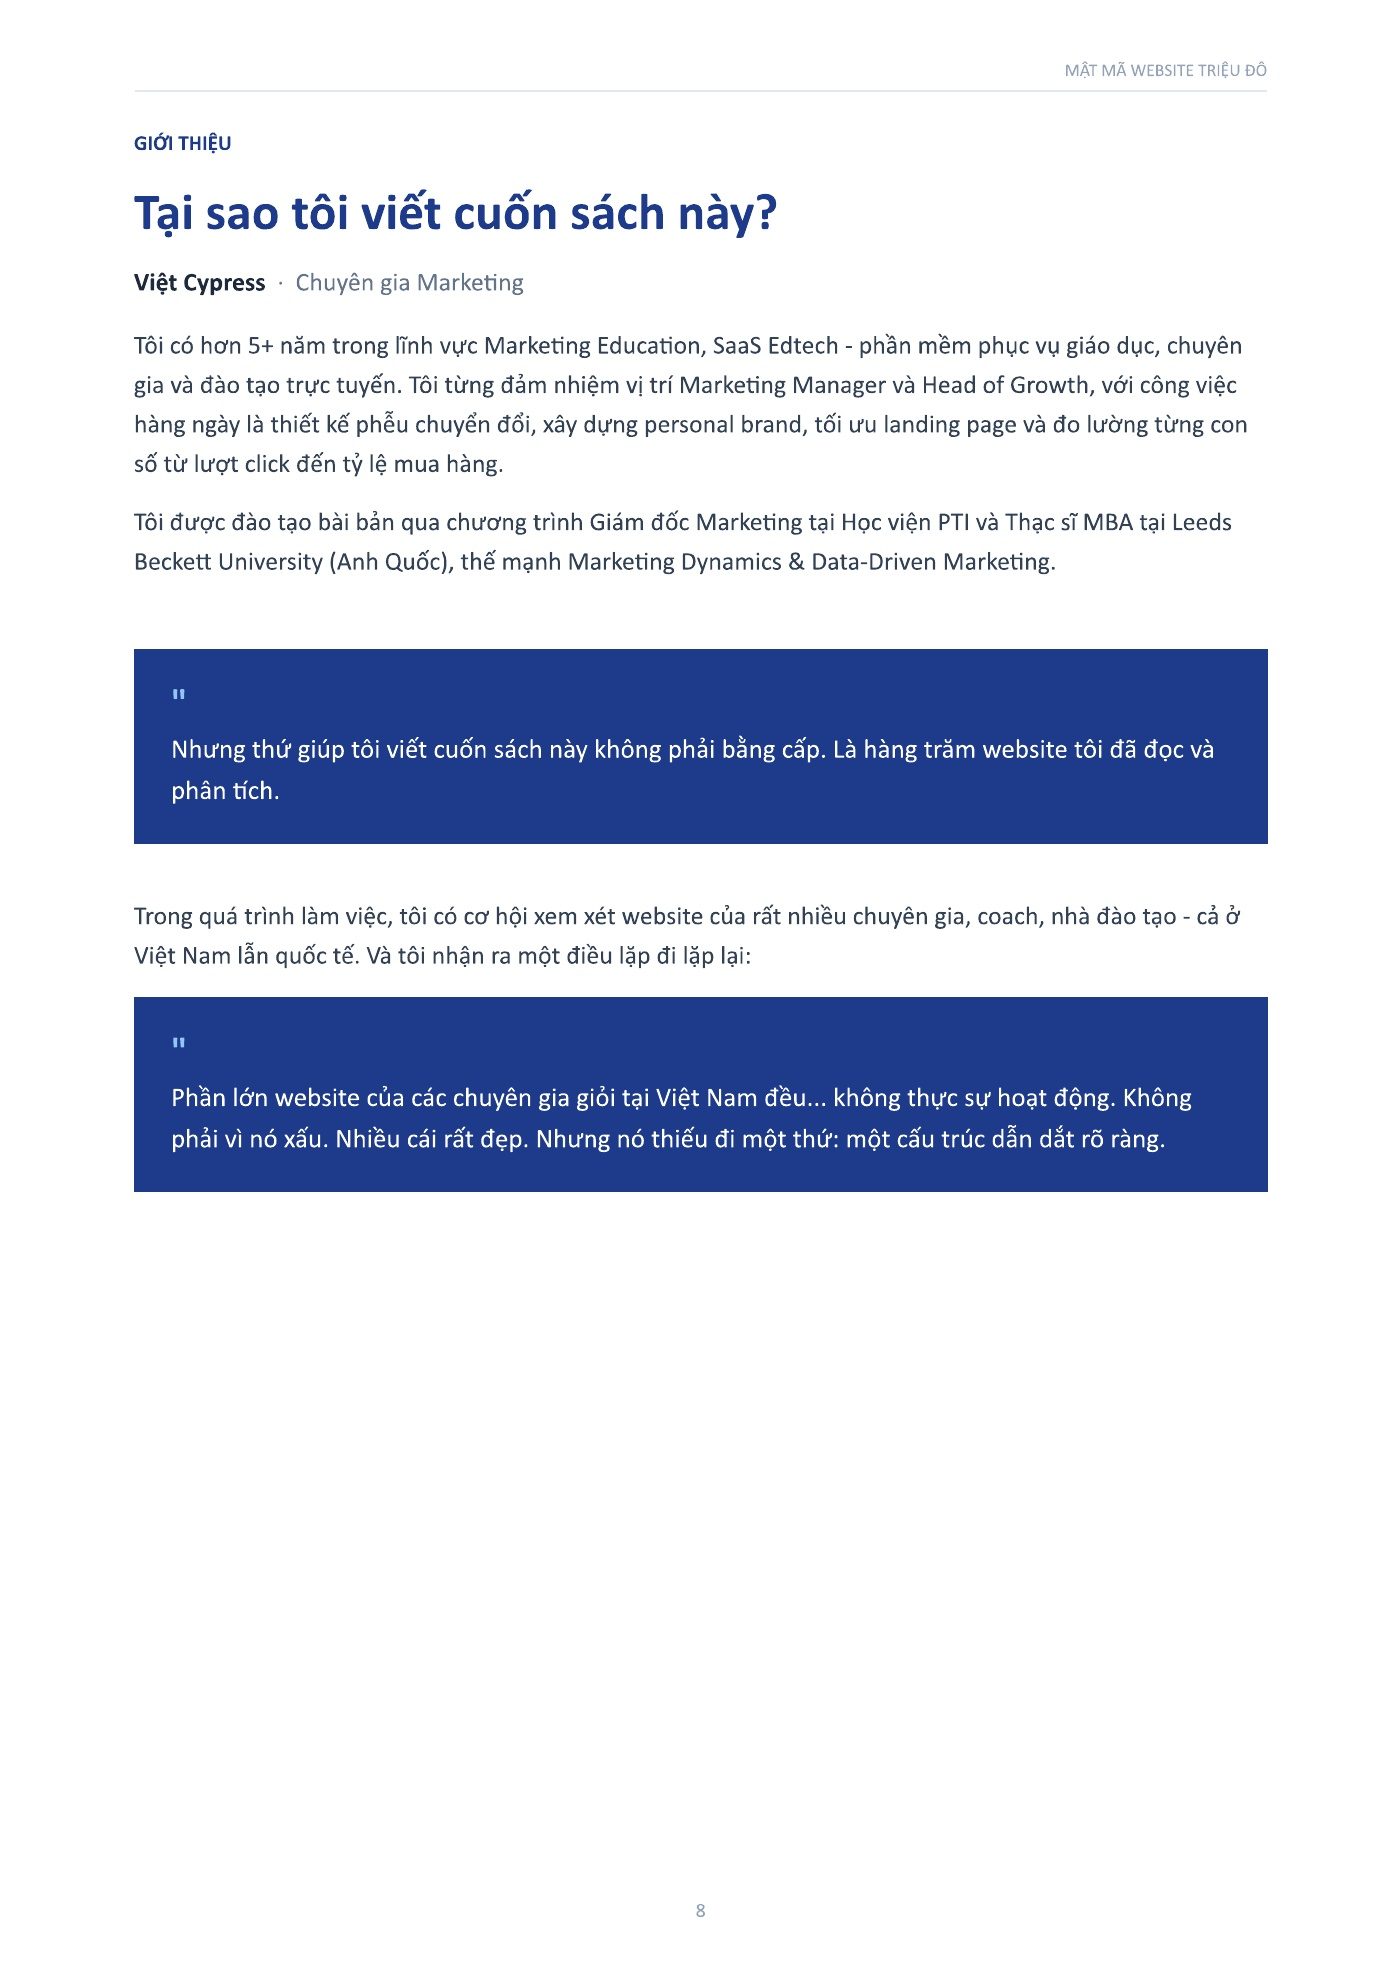 MẬT MÃ WEBSITE TRIỆU ĐÔ
GIỚI THIỆU
Tại sao tôi viết cuốn sách này?
Việt Cypress · Chuyên gia Marketing
Tôi có hơn 5+ năm trong lĩnh vực Marketing Education, SaaS Edtech - phần mềm phục vụ giáo dục, chuyên
gia và đào tạo trực tuyến. Tôi từng đảm nhiệm vị trí Marketing Manager và Head of Growth, với công việc
hàng ngày là thiết kế phễu chuyển đổi, xây dựng personal brand, tối ưu landing page và đo lường từng con
số từ lượt click đến tỷ lệ mua hàng.
Tôi được đào tạo bài bản qua chương trình Giám đốc Marketing tại Học viện PTI và Thạc sĩ MBA tại Leeds
Beckett University (Anh Quốc), thế mạnh Marketing Dynamics & Data-Driven Marketing.
"
Nhưng thứ giúp tôi viết cuốn sách này không phải bằng cấp. Là hàng trăm website tôi đã đọc và
phân tích.
Trong quá trình làm việc, tôi có cơ hội xem xét website của rất nhiều chuyên gia, coach, nhà đào tạo - cả ở
Việt Nam lẫn quốc tế. Và tôi nhận ra một điều lặp đi lặp lại:
"
Phần lớn website của các chuyên gia giỏi tại Việt Nam đều... không thực sự hoạt động. Không
phải vì nó xấu. Nhiều cái rất đẹp. Nhưng nó thiếu đi một thứ: một cấu trúc dẫn dắt rõ ràng.
8